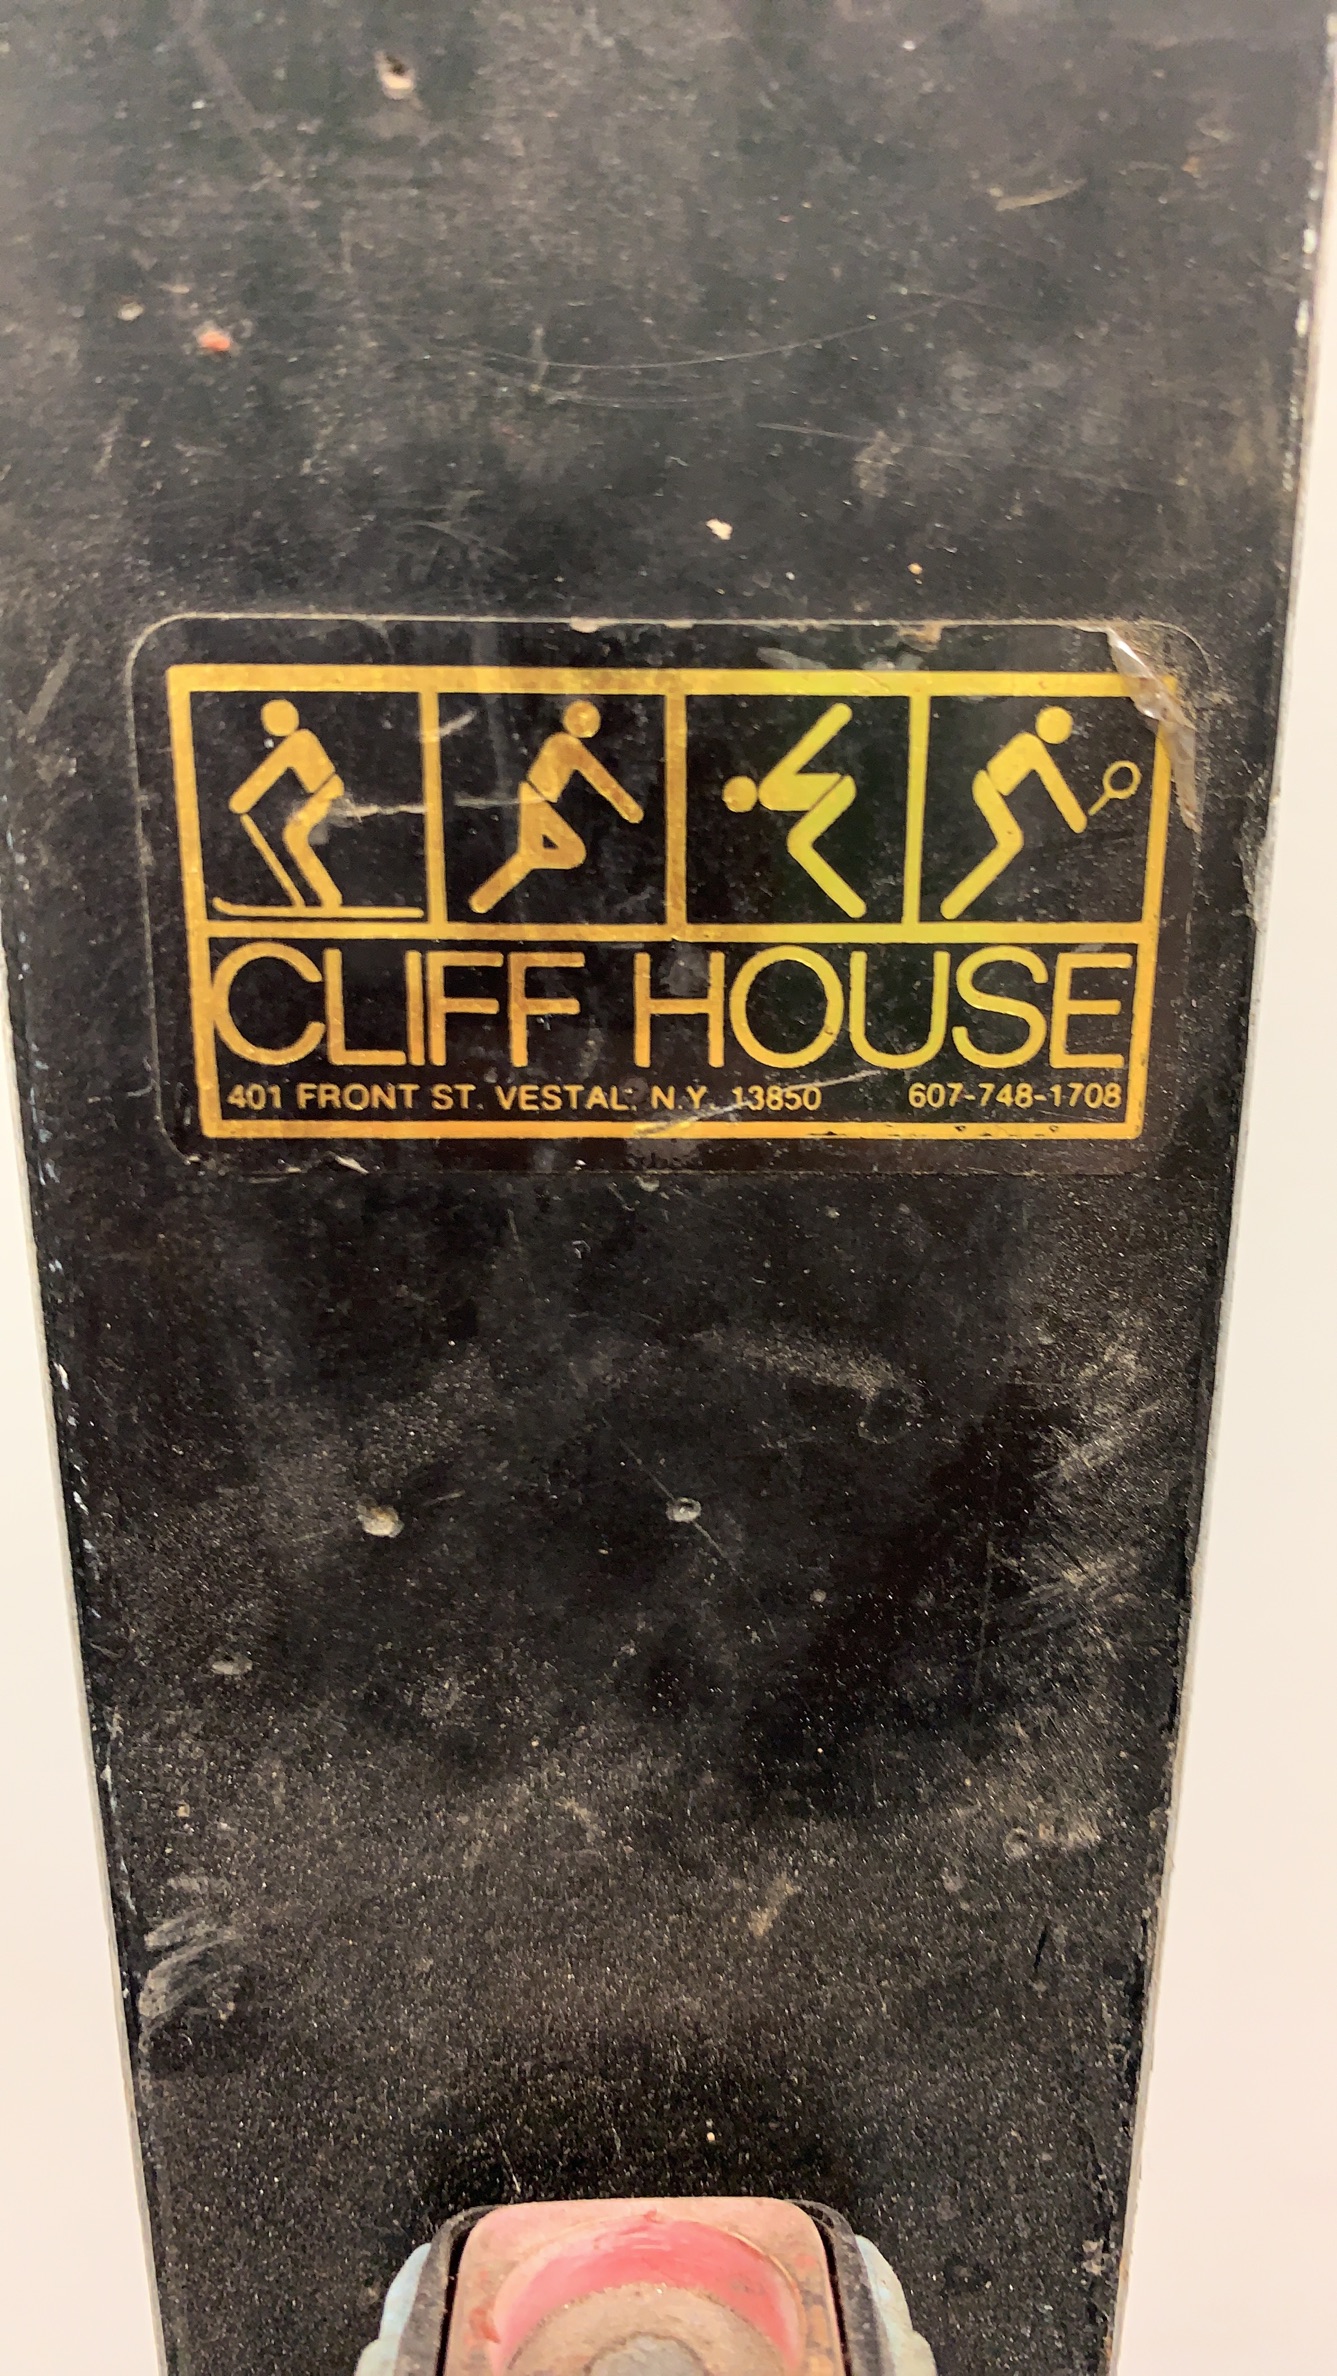 CLIFF HOUSE
401 FRONT ST. VESTAL, N.Y. 13850 607-748-1708